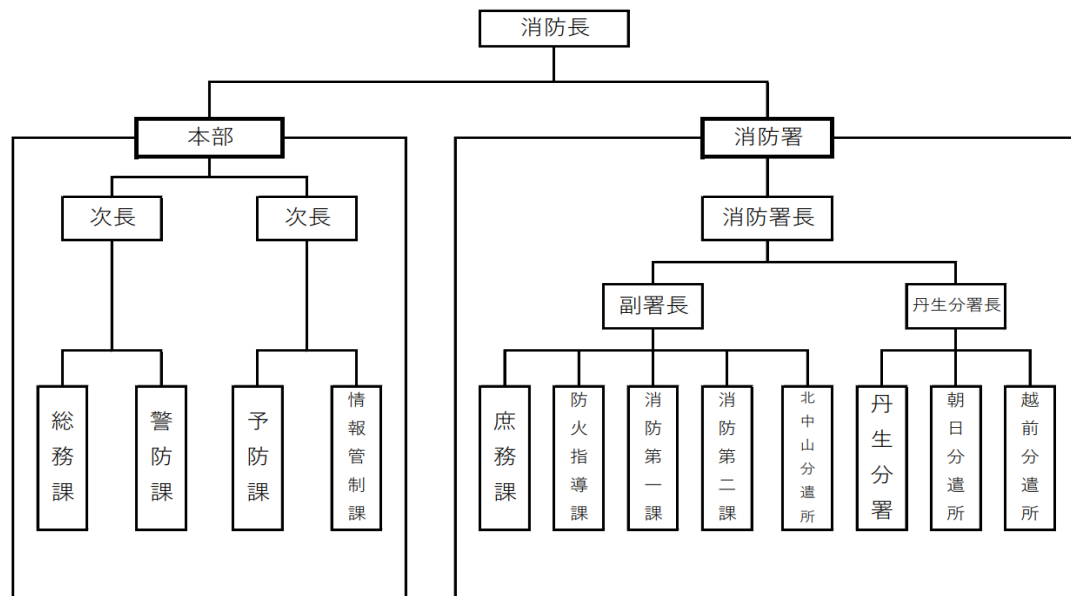 消防長
本部
消防署
次長
次長
消防署長
副署長
丹生分署長
総務課
警防課
予防課
情報管制課
庶務課
防火指導課
消防第一課
消防第二課
北中山分遣所
丹生分署
朝日分遣所
越前分遣所